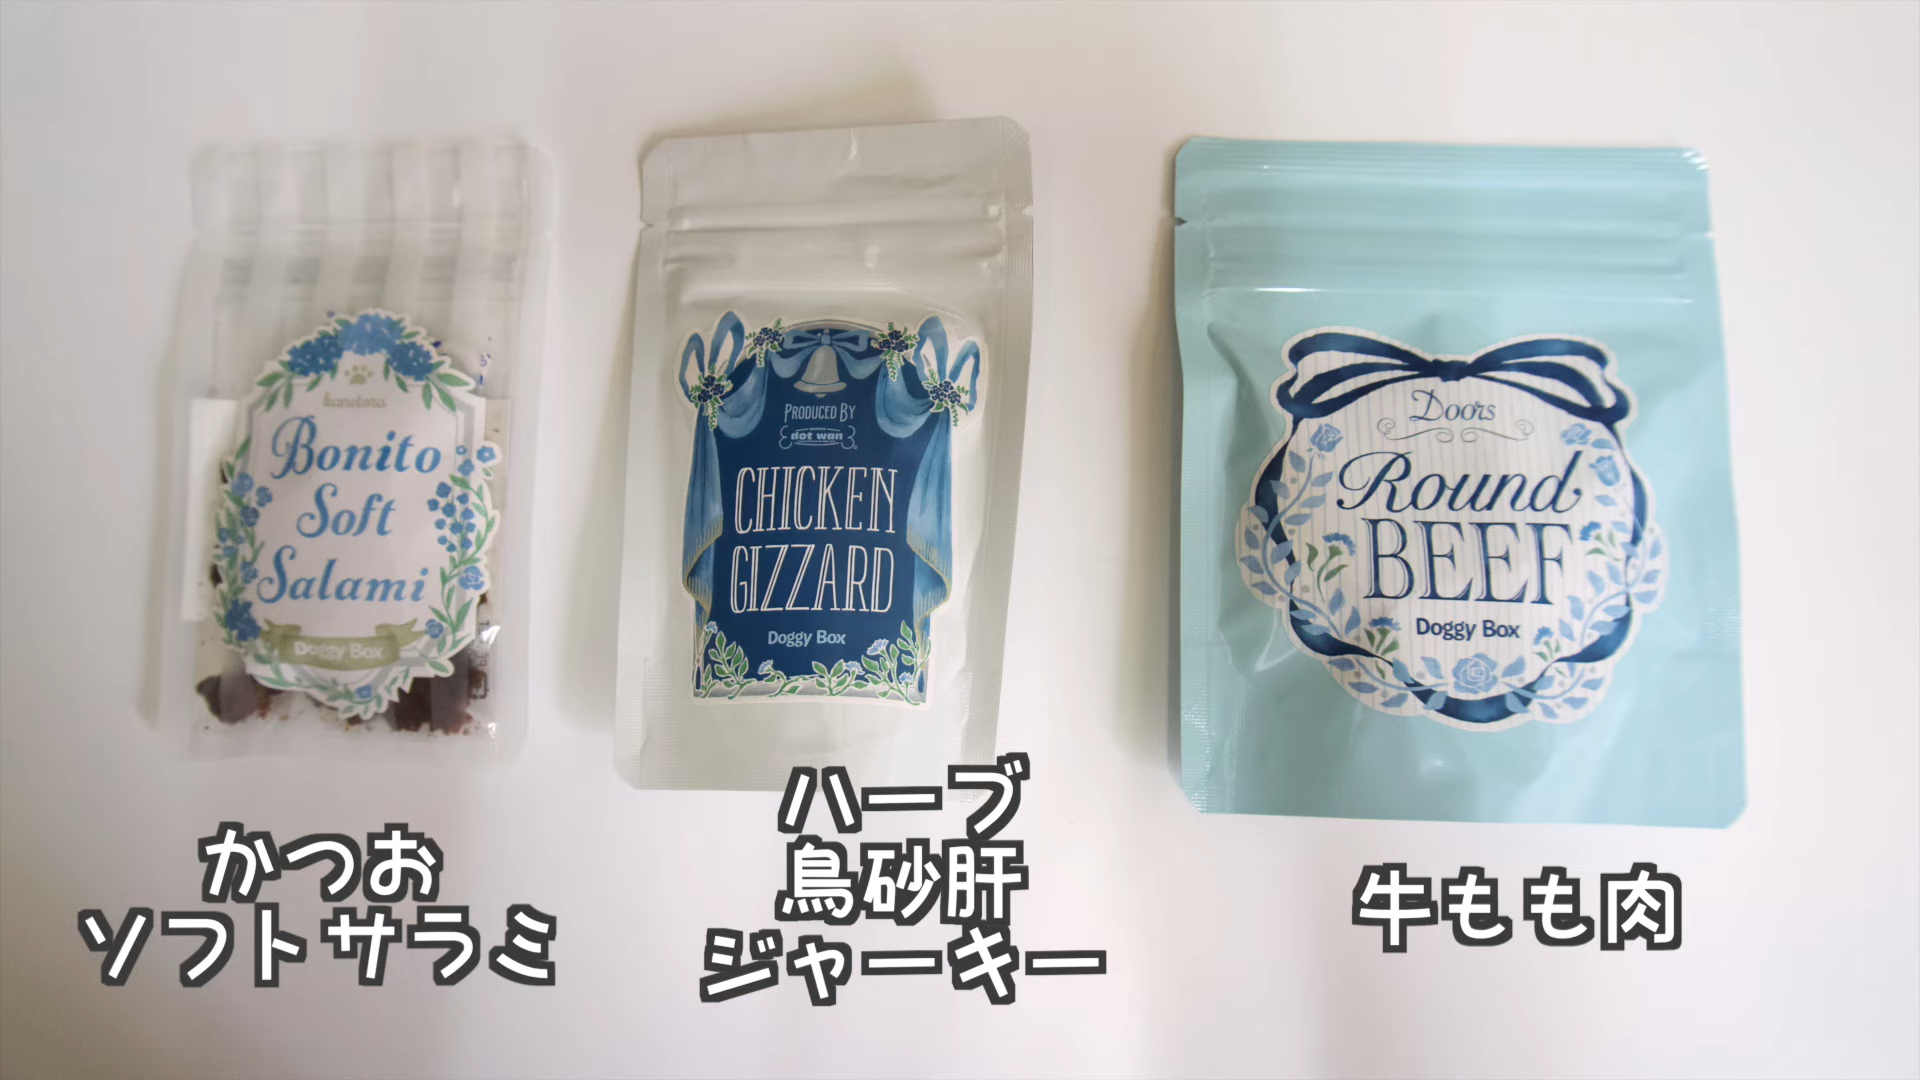 kandora
Bonito
Soft
Salami
Doggy Box
PRODUCED BY
dot wan
CHICKEN
GIZZARD
Doggy Box
Doors
Round
BEEF
Doggy Box
かつお
ソフトサラミ
ハーブ
鳥砂肝
ジャーキー
牛もも肉